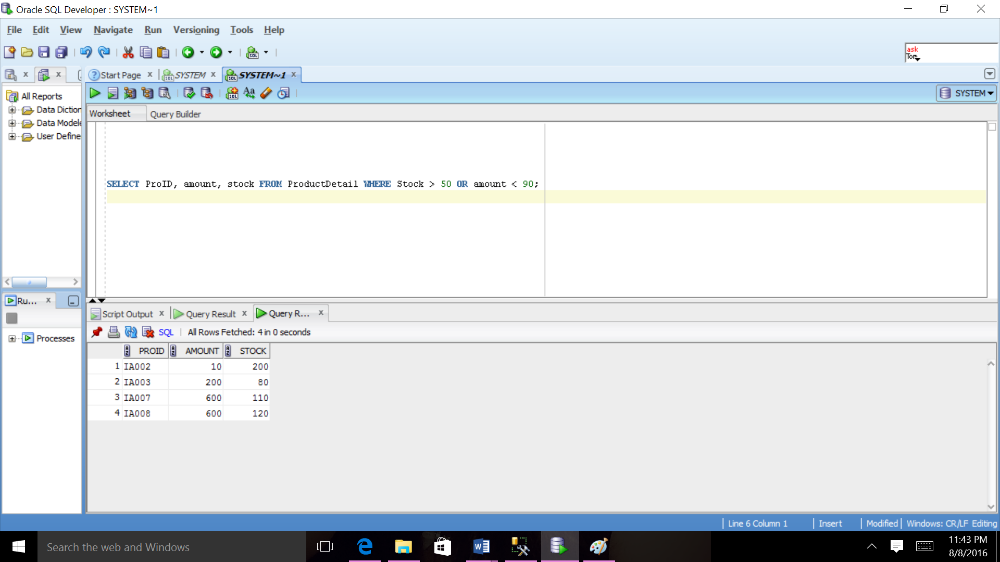 Oracle SQL Developer : SYSTEM~1
File Edit View Navigate Run Versioning Tools Help
ask
Tom
Start Page SYSTEM SYSTEM~1
SYSTEM
All Reports
Data Diction
Data Modele
User Define
Worksheet Query Builder
SELECT ProID, amount, stock FROM ProductDetail WHERE Stock > 50 OR amount < 90;
Ru...
Processes
Script Output Query Result Query R...
SQL All Rows Fetched: 4 in 0 seconds
PROID AMOUNT STOCK
1 IA002 10 200
2 IA003 200 80
3 IA007 600 110
4 IA008 600 120
Line 6 Column 1 Insert Modified Windows: CR/LF Editing
Search the web and Windows
11:43 PM
8/8/2016